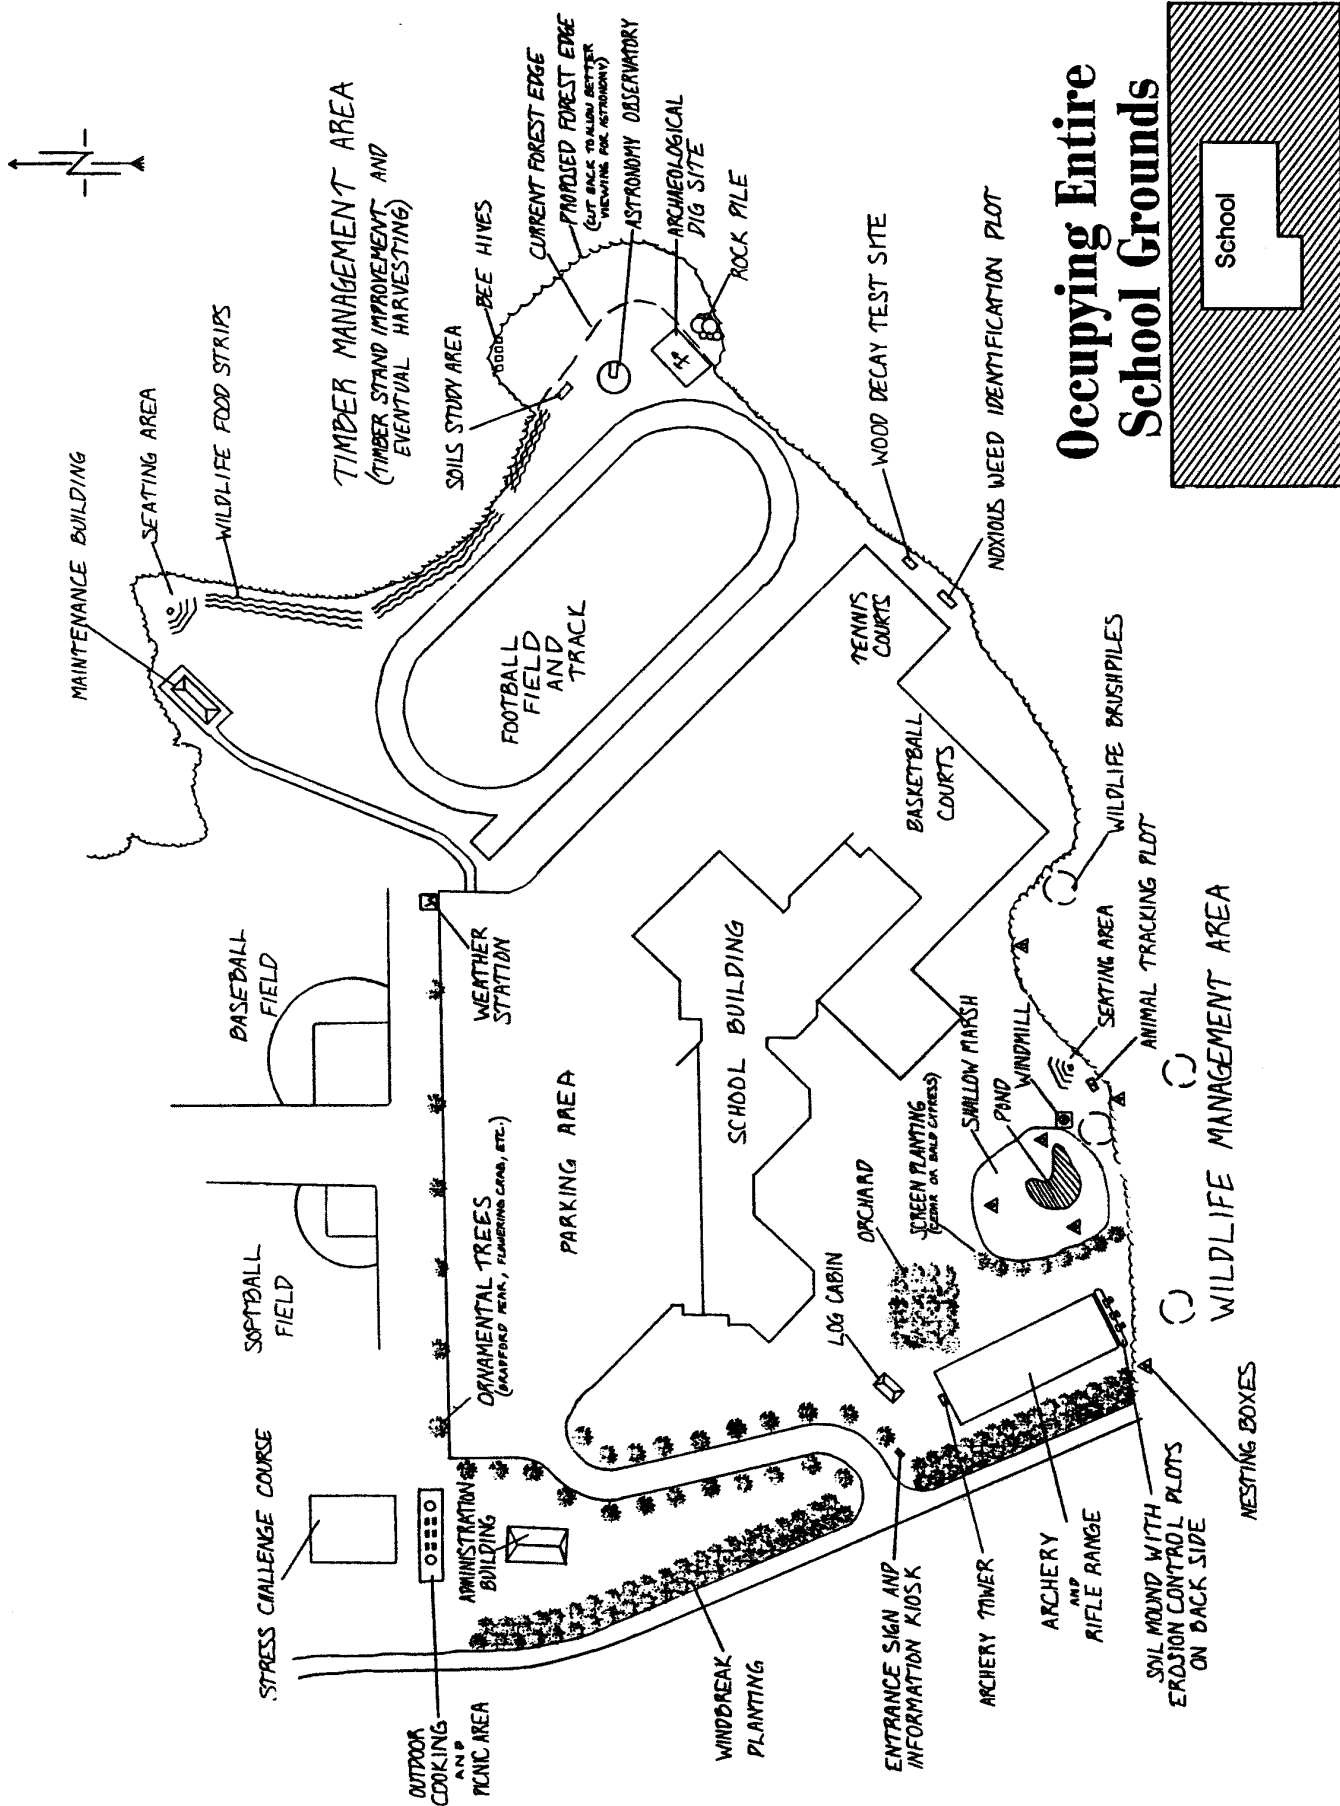 Occupying Entire
School Grounds
School
N
MAINTENANCE BUILDING
SEATING AREA
WILDLIFE FOOD STRIPS
TIMBER MANAGEMENT AREA
(TIMBER STAND IMPROVEMENT AND
EVENTUAL HARVESTING)
SOILS STUDY AREA
BEE HIVES
CURRENT FOREST EDGE
PROPOSED FOREST EDGE
(CUT BACK TO ALLOW BETTER
VIEWING FOR ASTRONOMY)
ASTRONOMY OBSERVATORY
ARCHAEOLOGICAL
DIG SITE
ROCK PILE
WOOD DECAY TEST SITE
NOXIOUS WEED IDENTIFICATION PLOT
FOOTBALL
FIELD
AND
TRACK
TENNIS
COURTS
BASKETBALL
COURTS
WILDLIFE BRUSHPILES
BASEBALL
FIELD
WEATHER
STATION
W
SOFTBALL
FIELD
ORNAMENTAL TREES
(BRADFORD PEAR, FLOWERING CRAB, ETC.)
PARKING AREA
SCHOOL BUILDING
LOG CABIN
ORCHARD
SCREEN PLANTING
(CEDAR OR BALD CYPRESS)
SHALLOW MARSH
POND
WINDMILL
SEATING AREA
ANIMAL TRACKING PLOT
WILDLIFE MANAGEMENT AREA
STRESS CHALLENGE COURSE
ADMINISTRATION
BUILDING
OUTDOOR
COOKING
AND
PICNIC AREA
WINDBREAK
PLANTING
ENTRANCE SIGN AND
INFORMATION KIOSK
ARCHERY TOWER
ARCHERY
AND
RIFLE RANGE
SOIL MOUND WITH
EROSION CONTROL PLOTS
ON BACK SIDE
NESTING BOXES